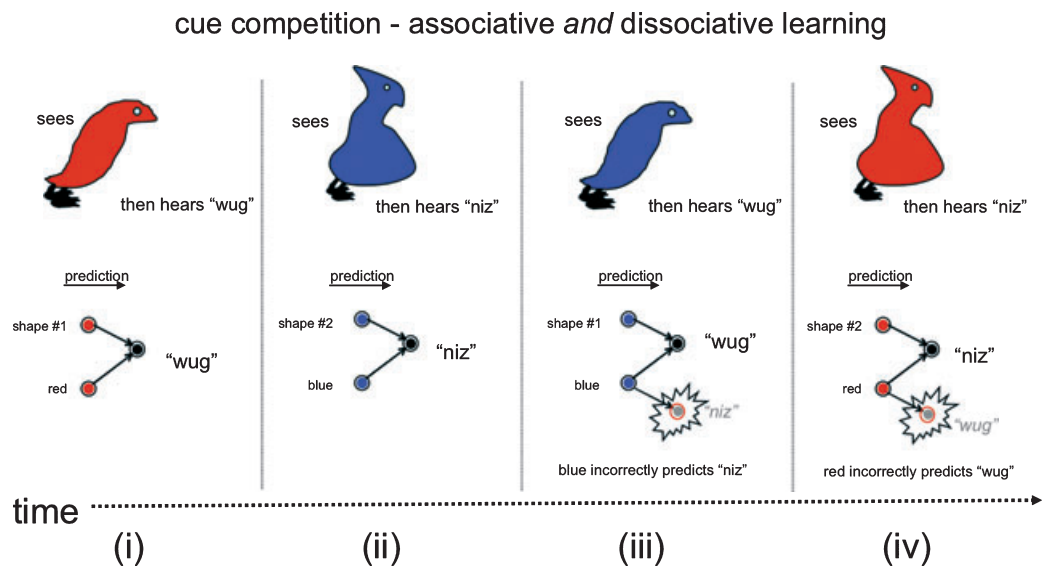 cue competition - associative and dissociative learning
sees
then hears “wug”
prediction
shape #1
“wug”
red
sees
then hears “niz”
prediction
shape #2
“niz”
blue
sees
then hears “wug”
prediction
shape #1
“wug”
blue
“niz”
blue incorrectly predicts “niz”
sees
then hears “niz”
prediction
shape #2
“niz”
red
“wug”
red incorrectly predicts “wug”
time
(i)
(ii)
(iii)
(iv)